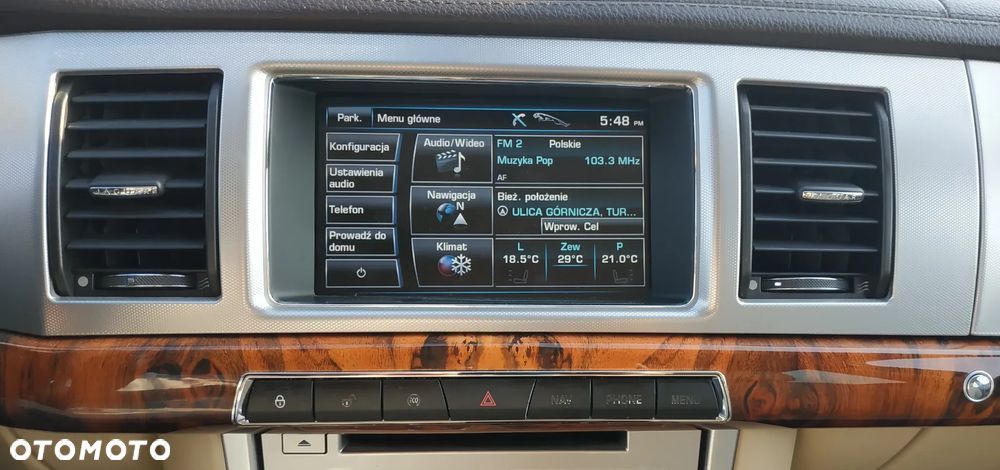 Park. Menu główne 5:48 PM
Konfiguracja
Ustawienia
audio
Telefon
Prowadź do
domu
Audio/Wideo
Nawigacja
N
Klimat
FM 2 Polskie
Muzyka Pop 103.3 MHz
AF
Bież. położenie
ULICA GÓRNICZA, TUR...
Wprow. Cel
L Zew P
18.5°C 29°C 21.0°C
JAGUAR
NAV PHONE MENU
OTOMOTO